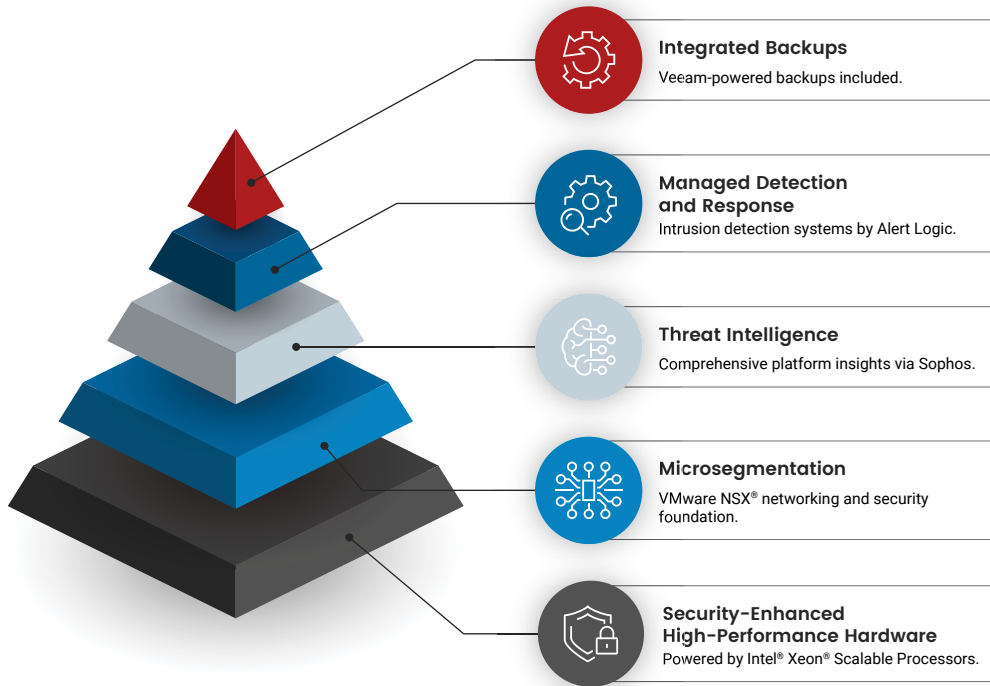 Integrated Backups
Veeam-powered backups included.
Managed Detection
and Response
Intrusion detection systems by Alert Logic.
Threat Intelligence
Comprehensive platform insights via Sophos.
Microsegmentation
VMware NSX® networking and security
foundation.
Security-Enhanced
High-Performance Hardware
Powered by Intel® Xeon® Scalable Processors.